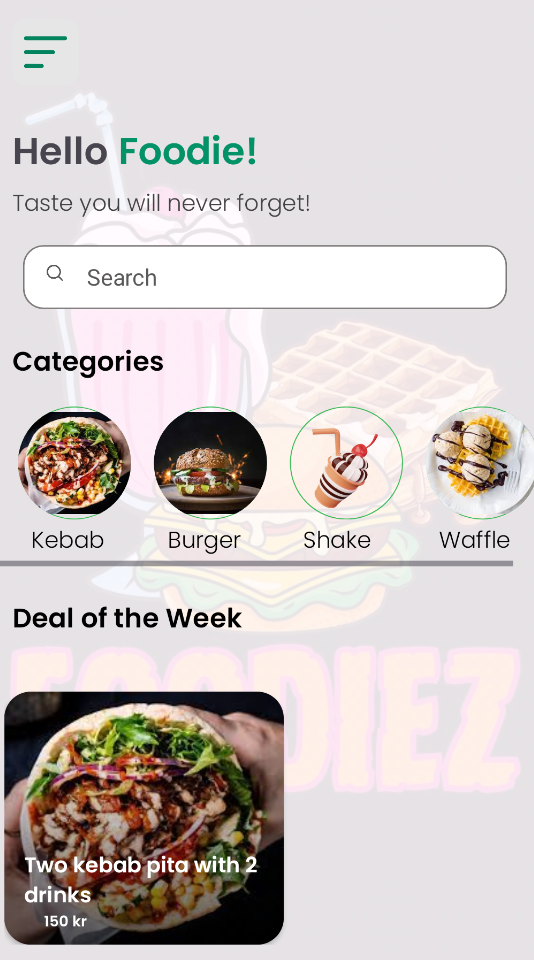 Hello Foodie!
Taste you will never forget!
Search
Categories
Kebab Burger Shake Waffle
Deal of the Week
FOODIEZ
Two kebab pita with 2
drinks
150 kr